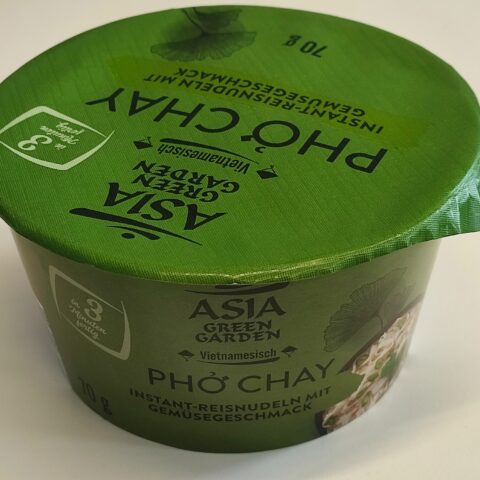 70 g
INSTANT-REISNUDELN MIT
GEMÜSEGESCHMACK
PHỞ CHAY
Vietnamesisch
ASIA
GREEN
GARDEN
in
3
Minuten
fertig
ASIA
GREEN
GARDEN
Vietnamesisch
PHỞ CHAY
INSTANT-REISNUDELN MIT
GEMÜSEGESCHMACK
in
3
Minuten
fertig
70 g